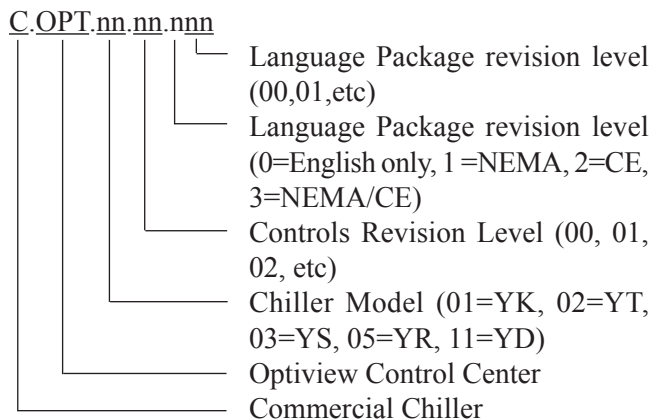 C.OPT.nn.nn.nnn
Language Package revision level
(00,01,etc)
Language Package revision level
(0=English only, 1 =NEMA, 2=CE,
3=NEMA/CE)
Controls Revision Level (00, 01,
02, etc)
Chiller Model (01=YK, 02=YT,
03=YS, 05=YR, 11=YD)
Optiview Control Center
Commercial Chiller